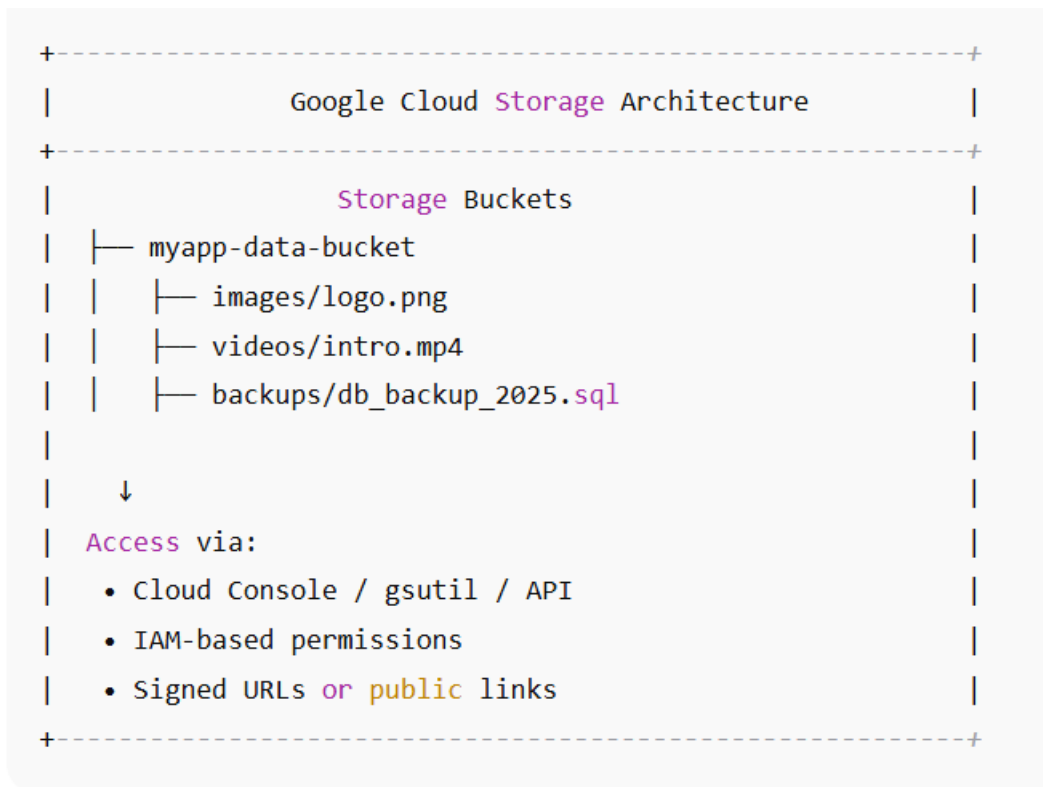 +----------------------------------------------------------+
|               Google Cloud Storage Architecture          |
+----------------------------------------------------------+
|                  Storage Buckets                         |
|  ├── myapp-data-bucket                                   |
|  │   ├── images/logo.png                                 |
|  │   ├── videos/intro.mp4                                |
|  │   ├── backups/db_backup_2025.sql                      |
|                                                          |
|    ↓                                                     |
|  Access via:                                             |
|   • Cloud Console / gsutil / API                         |
|   • IAM-based permissions                                |
|   • Signed URLs or public links                          |
+----------------------------------------------------------+